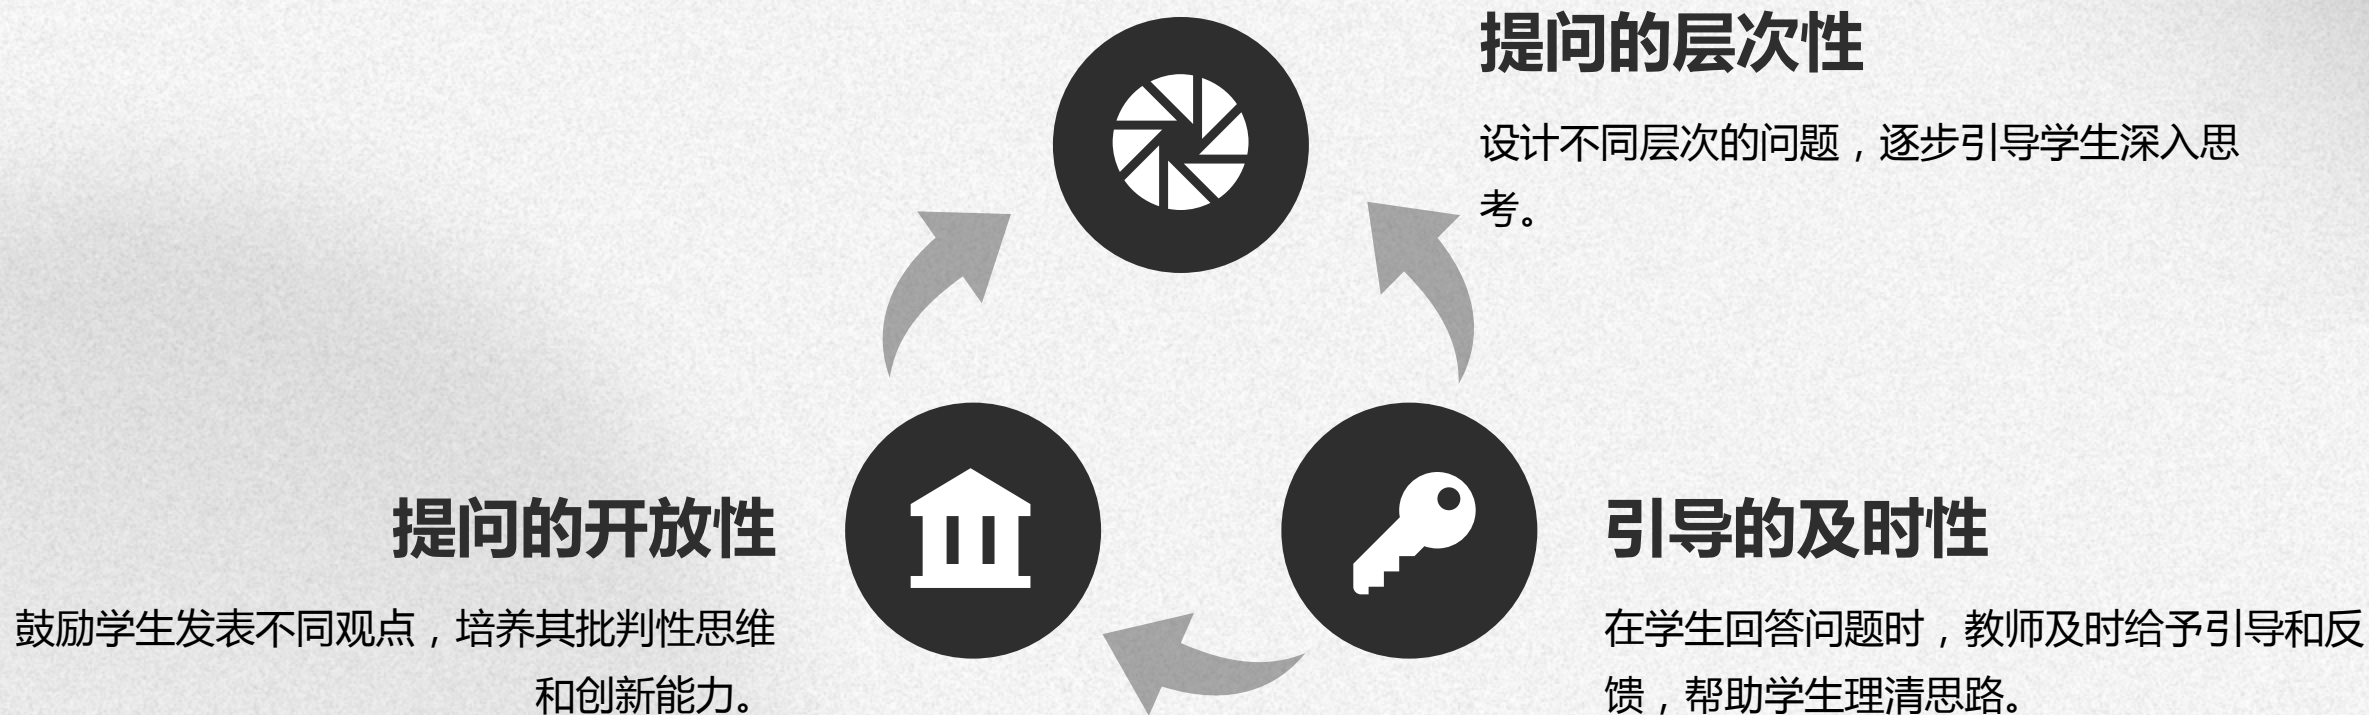 提问的层次性
设计不同层次的问题，逐步引导学生深入思
考。
提问的开放性
鼓励学生发表不同观点，培养其批判性思维
和创新能力。
引导的及时性
在学生回答问题时，教师及时给予引导和反
馈，帮助学生理清思路。